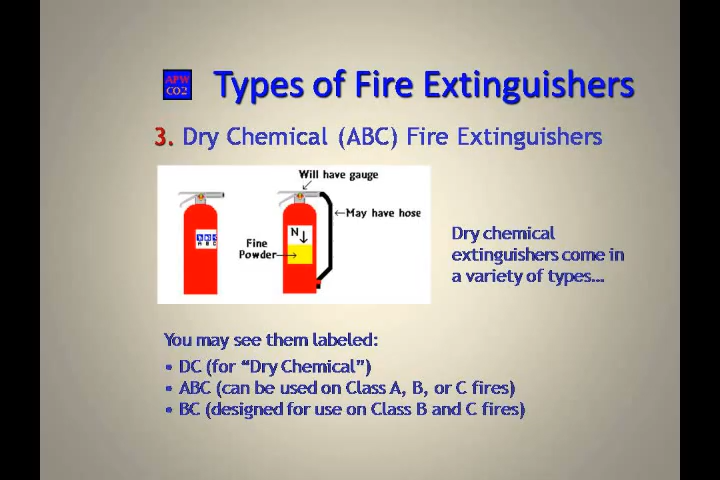 APW
CO2
Types of Fire Extinguishers
3. Dry Chemical (ABC) Fire Extinguishers
Will have gauge
May have hose
N
Fine
Powder
A B C
Dry chemical
extinguishers come in
a variety of types...
You may see them labeled:
• DC (for “Dry Chemical”)
• ABC (can be used on Class A, B, or C fires)
• BC (designed for use on Class B and C fires)